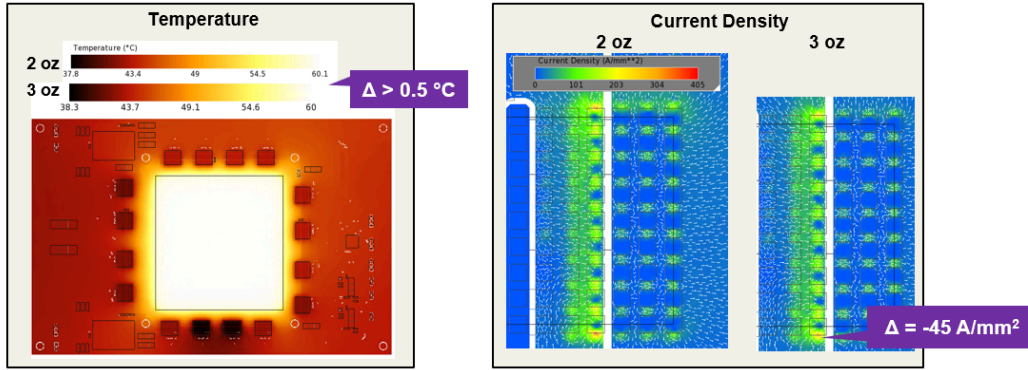 Temperature
Temperature (°C)
2 oz
37.8 43.4 49 54.5 60.1
3 oz
38.3 43.7 49.1 54.6 60
Δ > 0.5 °C
Current Density
2 oz 3 oz
Current Density (A/mm**2)
0 101 203 304 405
Δ = -45 A/mm²